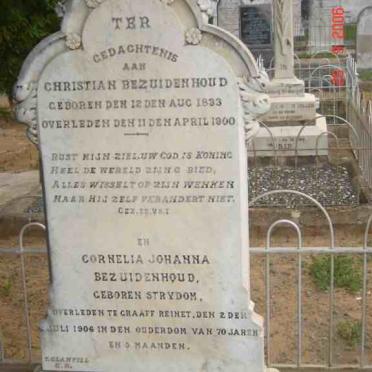 TER
GEDACHTENIS
AAN
CHRISTIAN BEZUIDENHOUD
GEBOREN DEN 12 DEN AUG 1833
OVERLEDEN DEN 11 DEN APRIL 1900
RUST MIJN ZIEL, UW GOD IS KONING
HEEL DE WERELD ZIJN GEBIED,
ALLES WISSELT OP ZIJN WENKEN
MAAR HIJ ZELF VERANDERT NIET.
GEZ.
EN
CORNELIA JOHANNA
BEZUIDENHOUD,
GEBOREN STRYDOM,
OVERLEDEN TE GRAAFF REINET, DEN 2 DEN
JULI 1906 IN DEN OUDERDOM VAN 70 JAREN
EN 5 MAANDEN.
2006